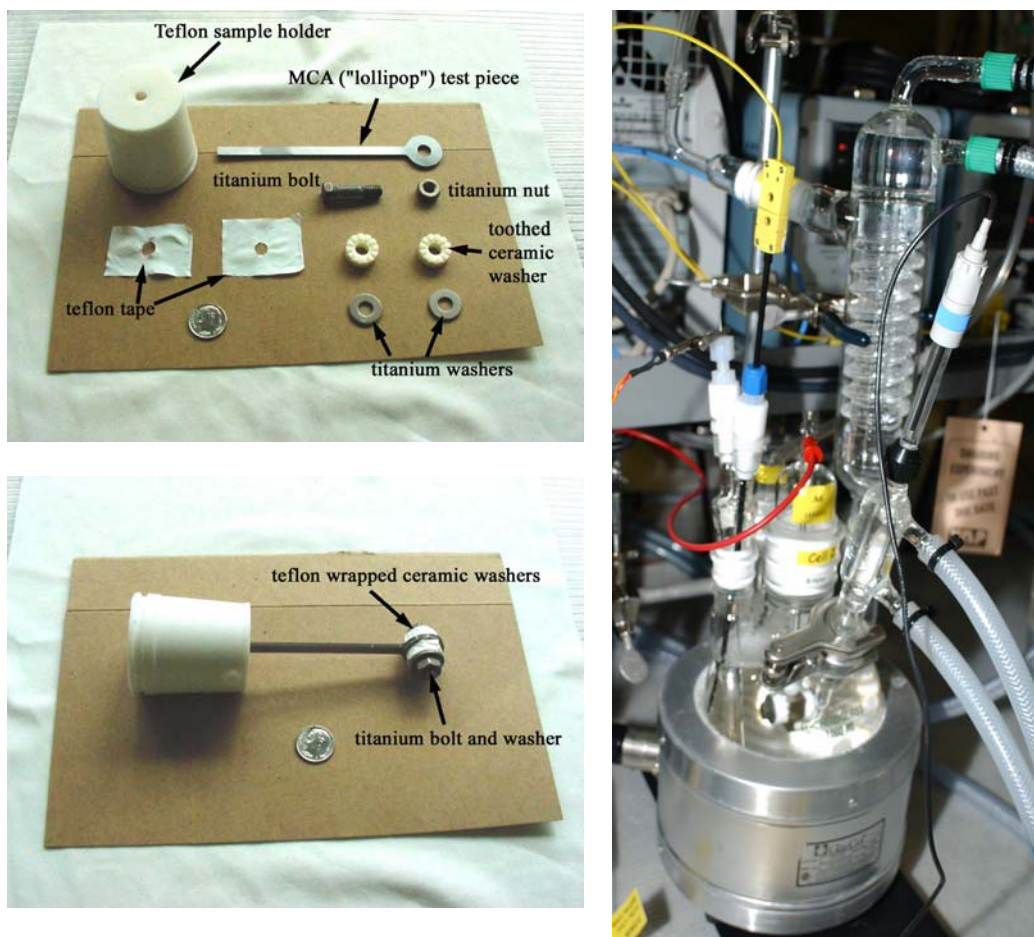 Teflon sample holder
MCA ("lollipop") test piece
titanium bolt
titanium nut
toothed
ceramic
washer
teflon tape
titanium washers
teflon wrapped ceramic washers
titanium bolt and washer
Cell